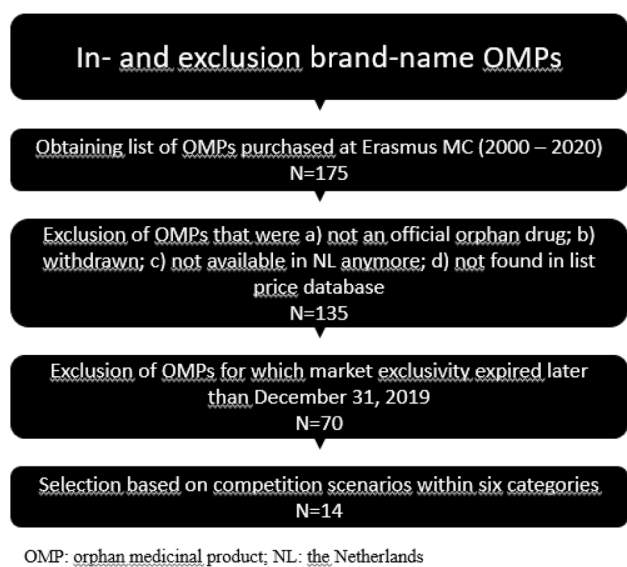 In- and exclusion brand-name OMPs
Obtaining list of OMPs purchased at Erasmus MC (2000 – 2020)
N=175
Exclusion of OMPs that were a) not an official orphan drug; b)
withdrawn; c) not available in NL anymore; d) not found in list
price database
N=135
Exclusion of OMPs for which market exclusivity expired later
than December 31, 2019
N=70
Selection based on competition scenarios within six categories
N=14
OMP: orphan medicinal product; NL: the Netherlands